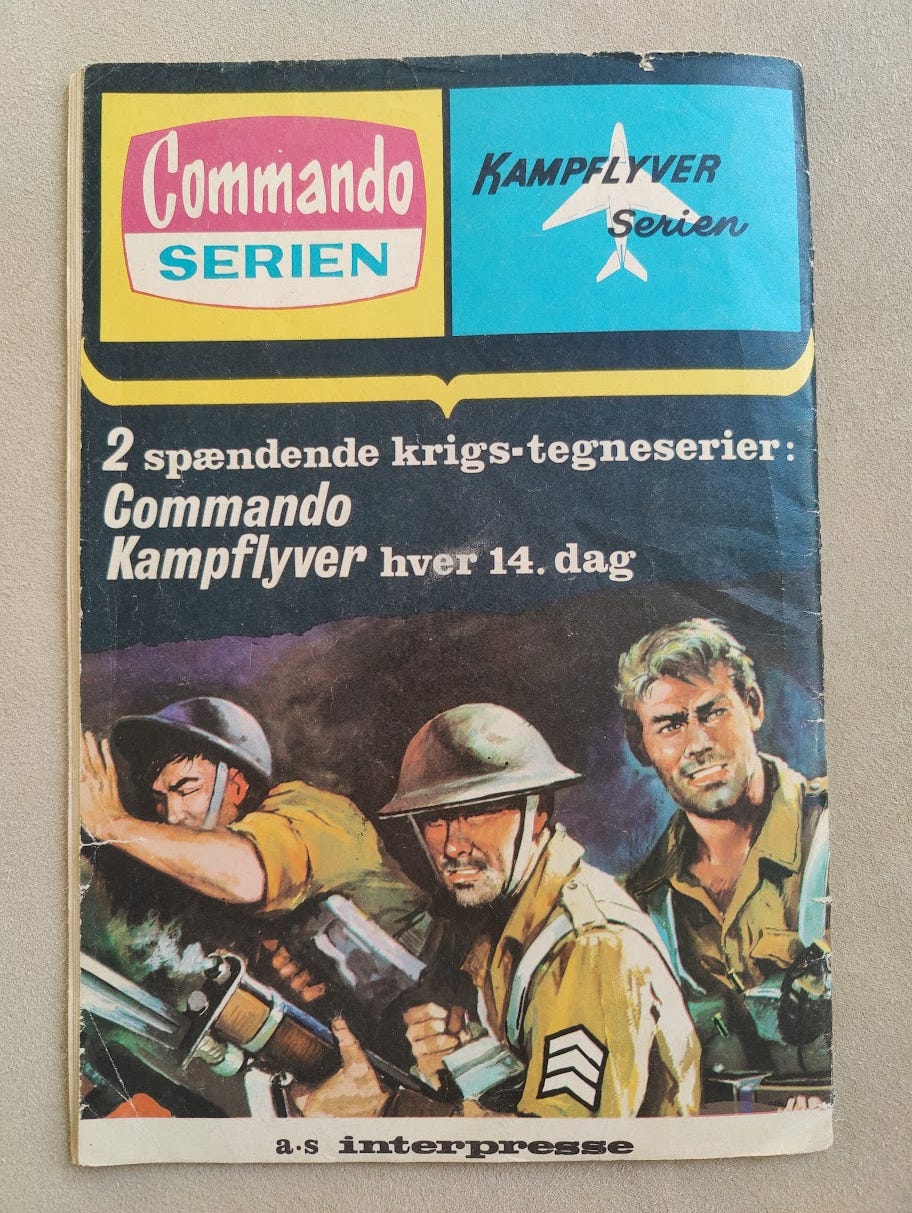 Commando
SERIEN
KAMPFLYVER
Serien
2 spændende krigs-tegneserier:
Commando
Kampflyver hver 14. dag
a·s interpresse